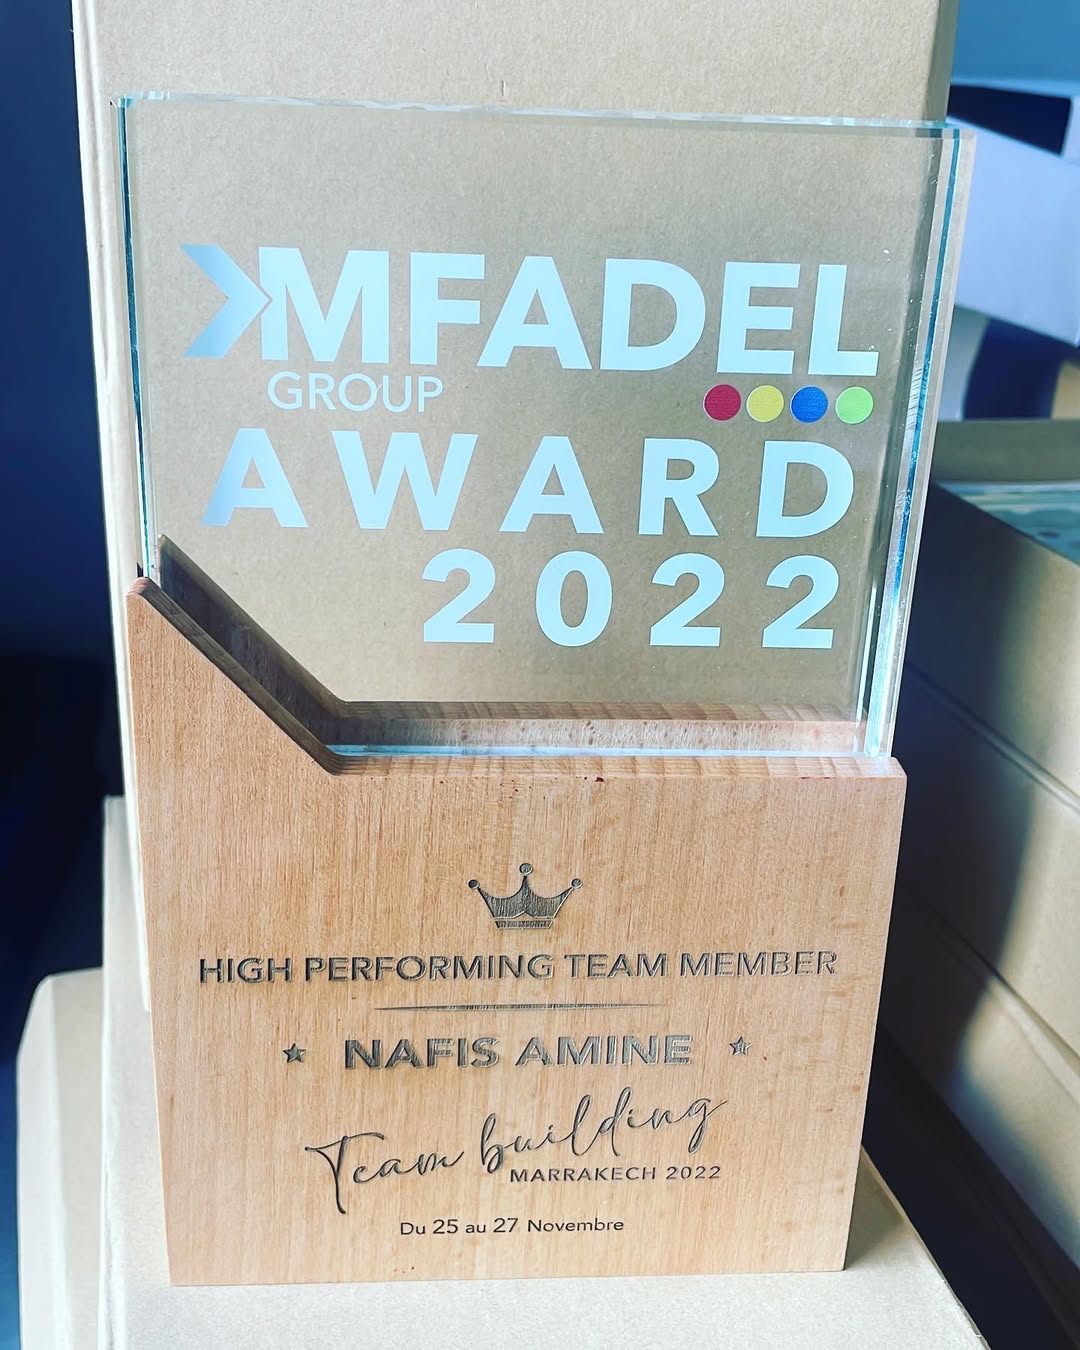 MFADEL
GROUP
AWARD
2022
HIGH PERFORMING TEAM MEMBER
NAFIS AMINE
Team building
MARRAKECH 2022
Du 25 au 27 Novembre